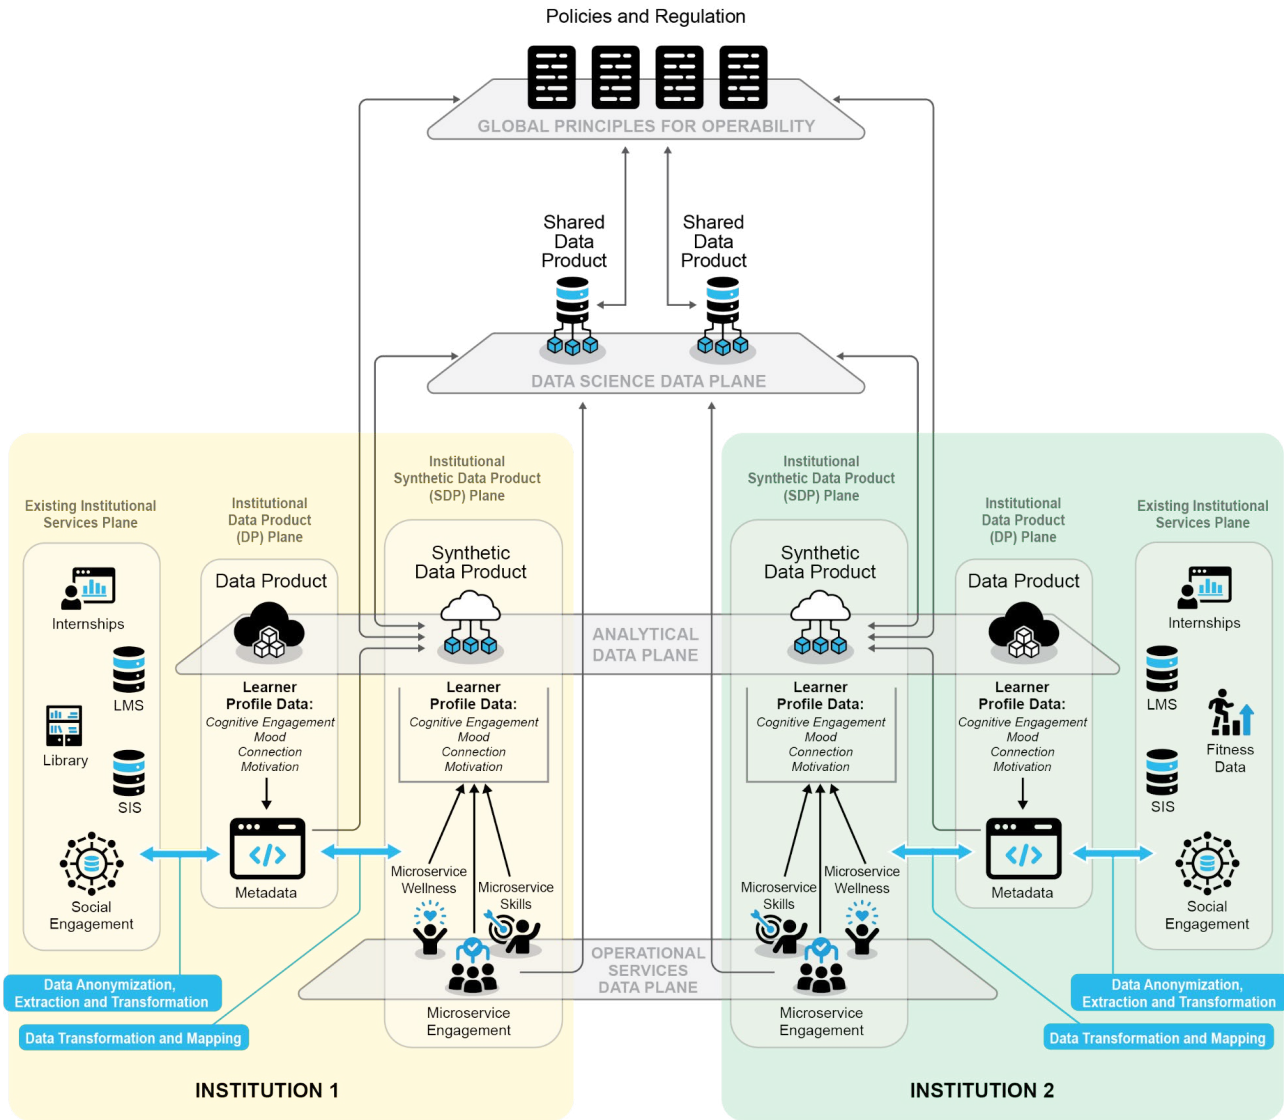 Policies and Regulation
GLOBAL PRINCIPLES FOR OPERABILITY
Shared
Data
Product
Shared
Data
Product
DATA SCIENCE DATA PLANE
Existing Institutional
Services Plane
Internships
LMS
Library
SIS
Social
Engagement
Institutional
Data Product
(DP) Plane
Data Product
Learner
Profile Data:
Cognitive Engagement
Mood
Connection
Motivation
Metadata
Institutional
Synthetic Data Product
(SDP) Plane
Synthetic
Data Product
Learner
Profile Data:
Cognitive Engagement
Mood
Connection
Motivation
Microservice
Wellness
Microservice
Skills
Microservice
Engagement
Data Anonymization,
Extraction and Transformation
Data Transformation and Mapping
INSTITUTION 1
ANALYTICAL
DATA PLANE
OPERATIONAL
SERVICES
DATA PLANE
Institutional
Synthetic Data Product
(SDP) Plane
Synthetic
Data Product
Learner
Profile Data:
Cognitive Engagement
Mood
Connection
Motivation
Microservice
Skills
Microservice
Wellness
Microservice
Engagement
Institutional
Data Product
(DP) Plane
Data Product
Learner
Profile Data:
Cognitive Engagement
Mood
Connection
Motivation
Metadata
Existing Institutional
Services Plane
Internships
LMS
Fitness
Data
SIS
Social
Engagement
Data Anonymization,
Extraction and Transformation
Data Transformation and Mapping
INSTITUTION 2